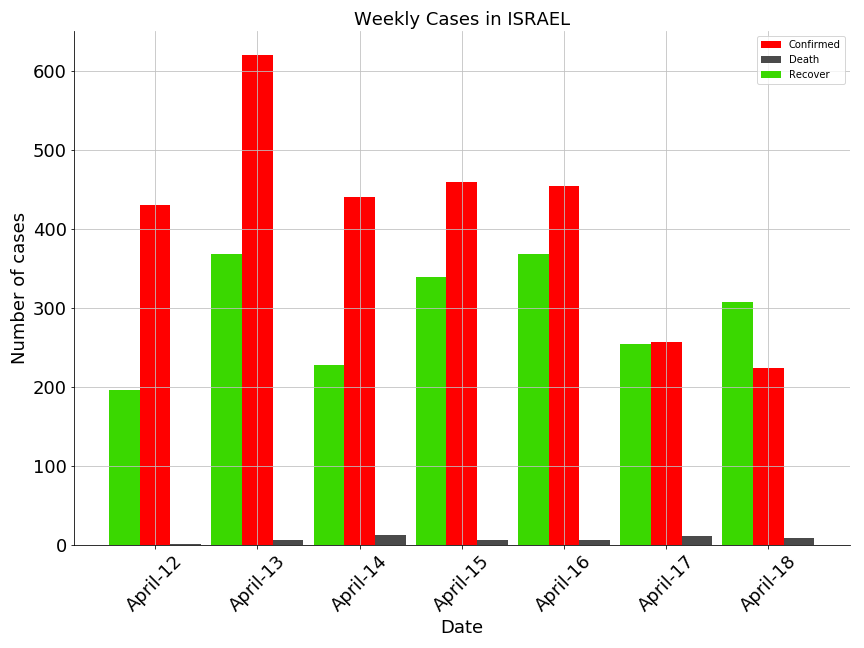 Weekly Cases in ISRAEL
Confirmed
Death
Recover
Number of cases
600
500
400
300
200
100
0
April-12
April-13
April-14
April-15
April-16
April-17
April-18
Date